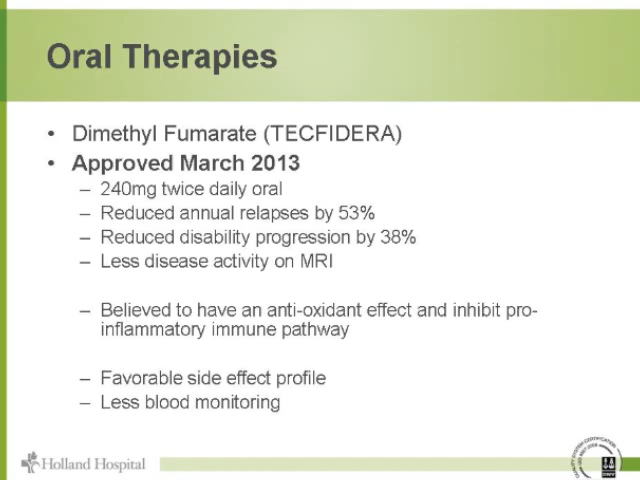 Oral Therapies
• Dimethyl Fumarate (TECFIDERA)
• Approved March 2013
– 240mg twice daily oral
– Reduced annual relapses by 53%
– Reduced disability progression by 38%
– Less disease activity on MRI
– Believed to have an anti-oxidant effect and inhibit pro-
inflammatory immune pathway
– Favorable side effect profile
– Less blood monitoring
Holland Hospital